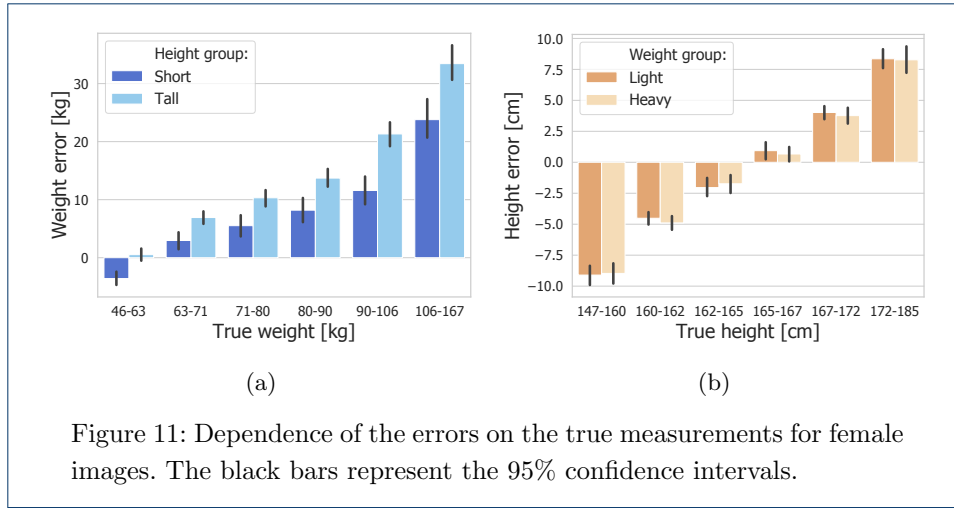 Height group:
Short
Tall
Weight error [kg]
30
20
10
0
46-63 63-71 71-80 80-90 90-106 106-167
True weight [kg]
(a)
Weight group:
Light
Heavy
Height error [cm]
10.0
7.5
5.0
2.5
0.0
−2.5
−5.0
−7.5
−10.0
147-160 160-162 162-165 165-167 167-172 172-185
True height [cm]
(b)
Figure 11: Dependence of the errors on the true measurements for female
images. The black bars represent the 95% confidence intervals.